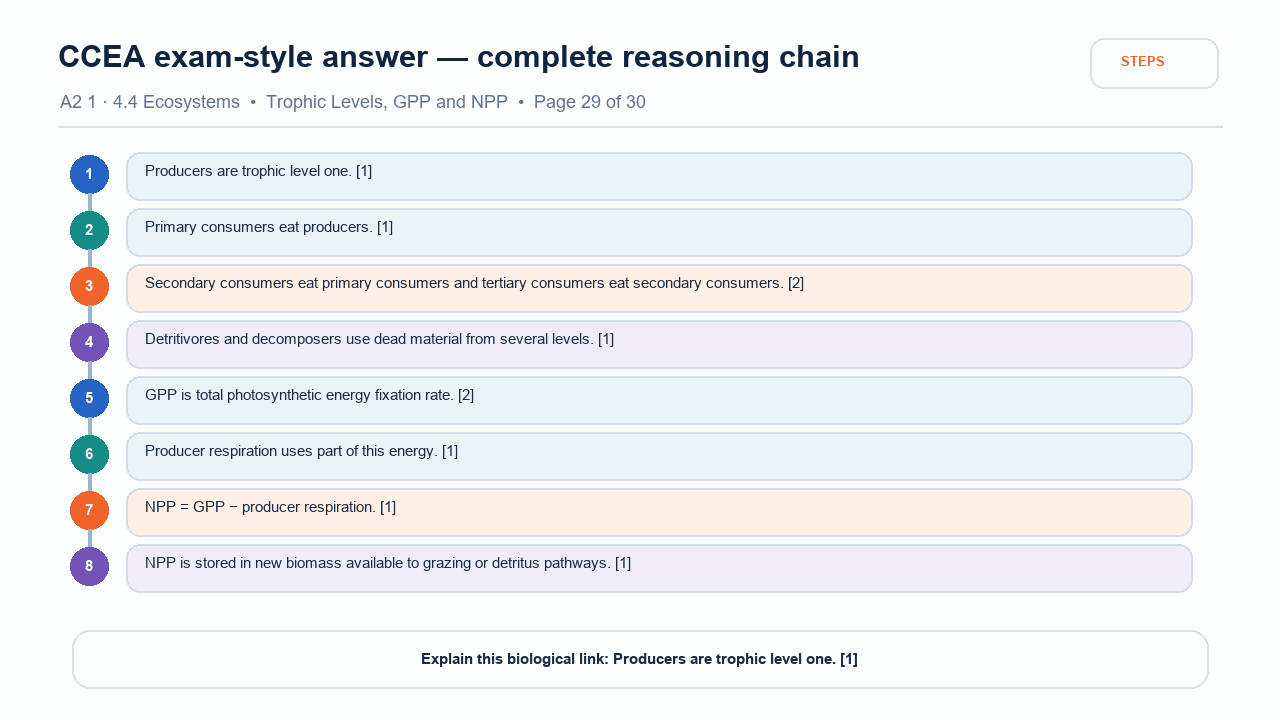 CCEA exam-style answer — complete reasoning chain
STEPS
A2 1 · 4.4 Ecosystems • Trophic Levels, GPP and NPP • Page 29 of 30
1 Producers are trophic level one. [1]
2 Primary consumers eat producers. [1]
3 Secondary consumers eat primary consumers and tertiary consumers eat secondary consumers. [2]
4 Detritivores and decomposers use dead material from several levels. [1]
5 GPP is total photosynthetic energy fixation rate. [2]
6 Producer respiration uses part of this energy. [1]
7 NPP = GPP − producer respiration. [1]
8 NPP is stored in new biomass available to grazing or detritus pathways. [1]
Explain this biological link: Producers are trophic level one. [1]